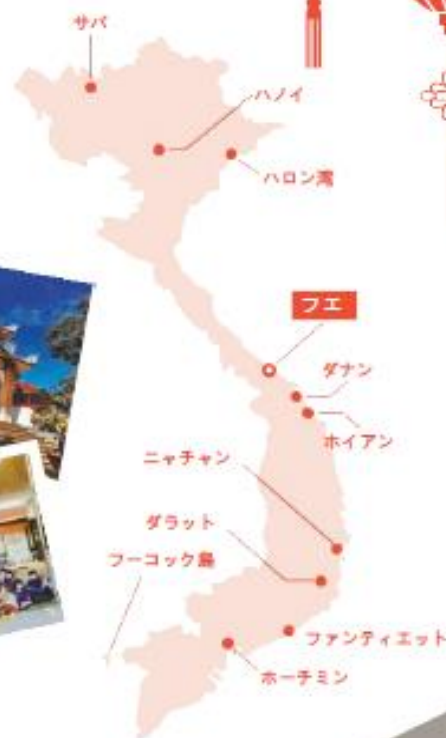 サパ
ハノイ
ハロン湾
フエ
ダナン
ホイアン
ニャチャン
ダラット
フーコック島
ファンティエット
ホーチミン